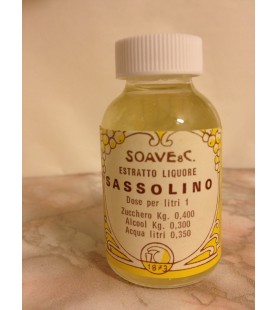 SOAVE & C.
ESTRATTO LIQUORE
SASSOLINO
Dose per litri 1
Zucchero Kg. 0,400
Alcool Kg. 0,300
Acqua litri 0,350
1873